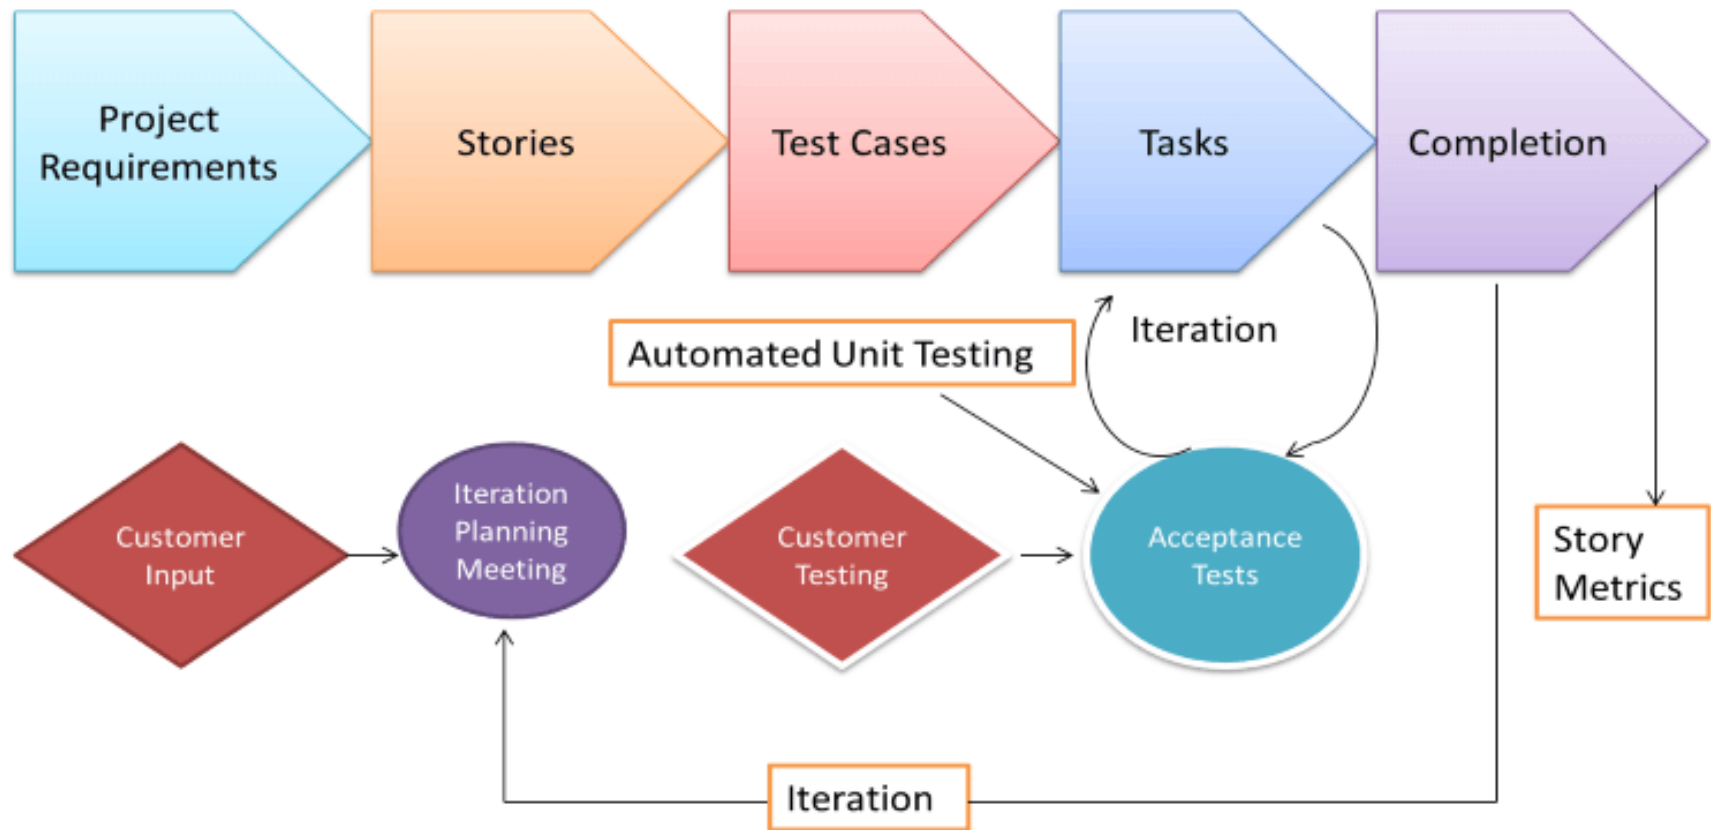 Project
Requirements
Stories
Test Cases
Tasks
Completion
Automated Unit Testing
Iteration
Customer
Input
Iteration
Planning
Meeting
Customer
Testing
Acceptance
Tests
Story
Metrics
Iteration